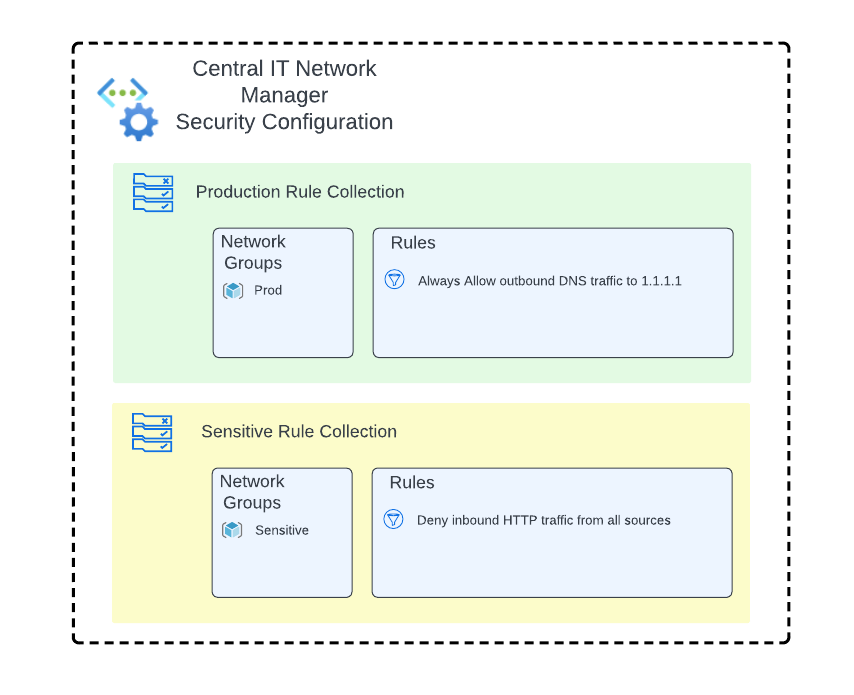 Central IT Network
Manager
Security Configuration
Production Rule Collection
Network
Groups
Prod
Rules
Always Allow outbound DNS traffic to 1.1.1.1
Sensitive Rule Collection
Network
Groups
Sensitive
Rules
Deny inbound HTTP traffic from all sources